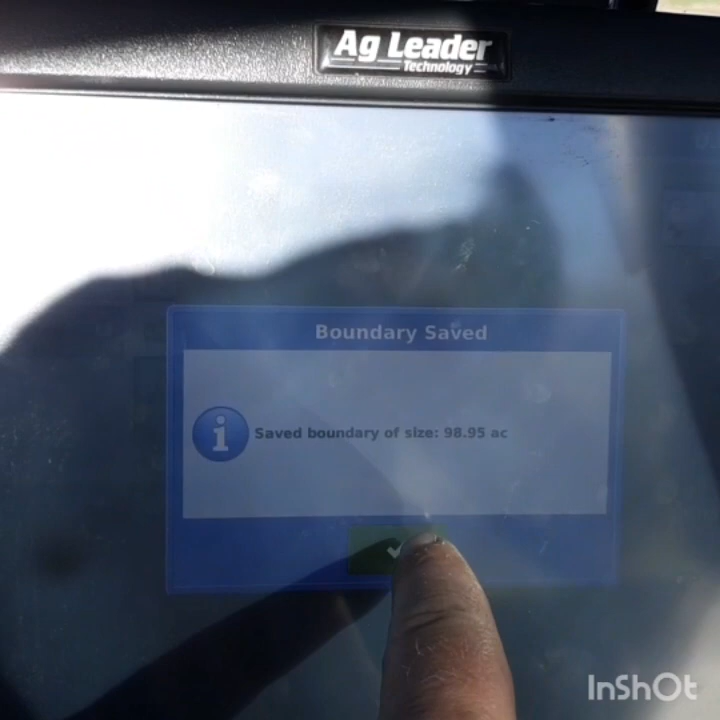 Ag Leader
Technology
Boundary Saved
Saved boundary of size: 98.95 ac
InShOt